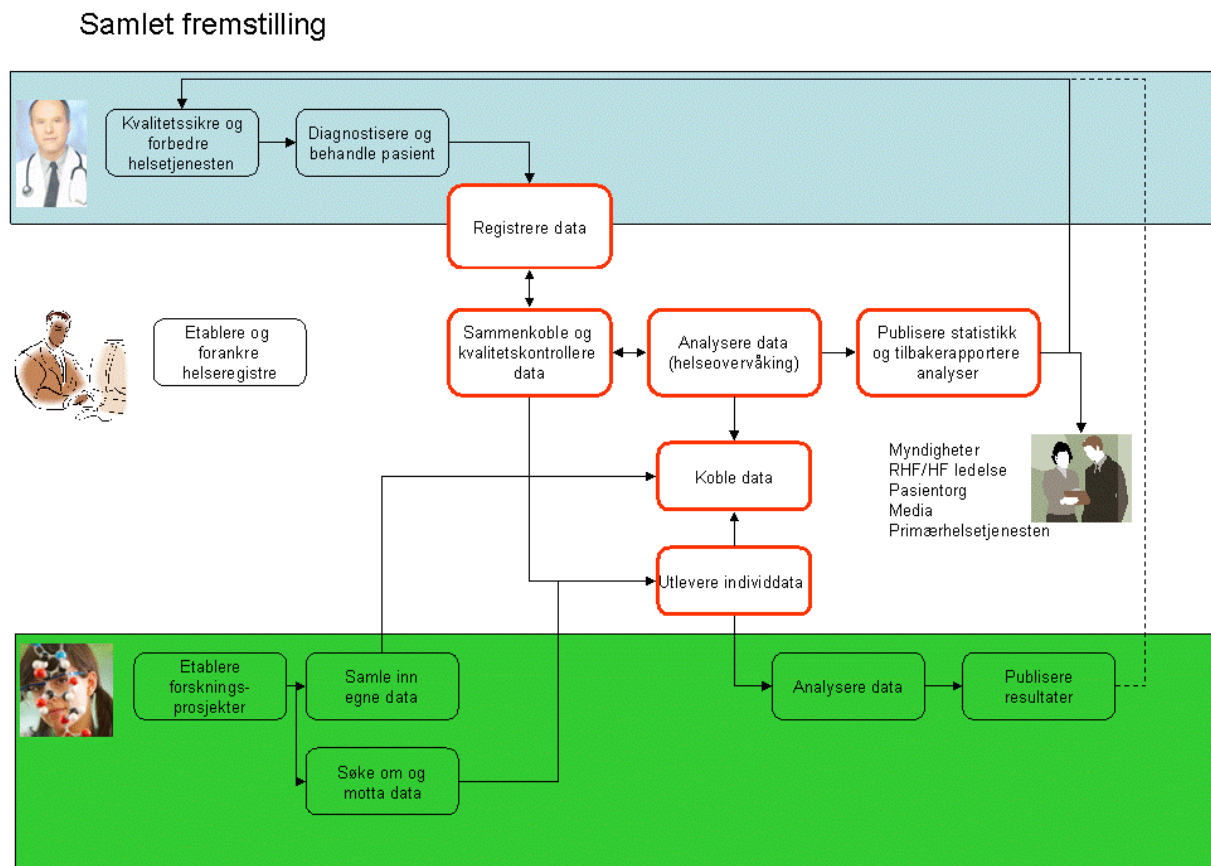 Samlet fremstilling
Kvalitetssikre og
forbedre
helsetjenesten
Diagnostisere og
behandle pasient
Registrere data
Etablere og
forankre
helseregistre
Sammenkoble og
kvalitetskontrollere
data
Analysere data
(helseovervåking)
Publisere statistikk
og tilbakerapportere
analyser
Koble data
Myndigheter
RHF/HF ledelse
Pasientorg
Media
Primærhelsetjenesten
Utlevere individdata
Etablere
forsknings-
prosjekter
Samle inn
egne data
Analysere data
Publisere
resultater
Søke om og
motta data